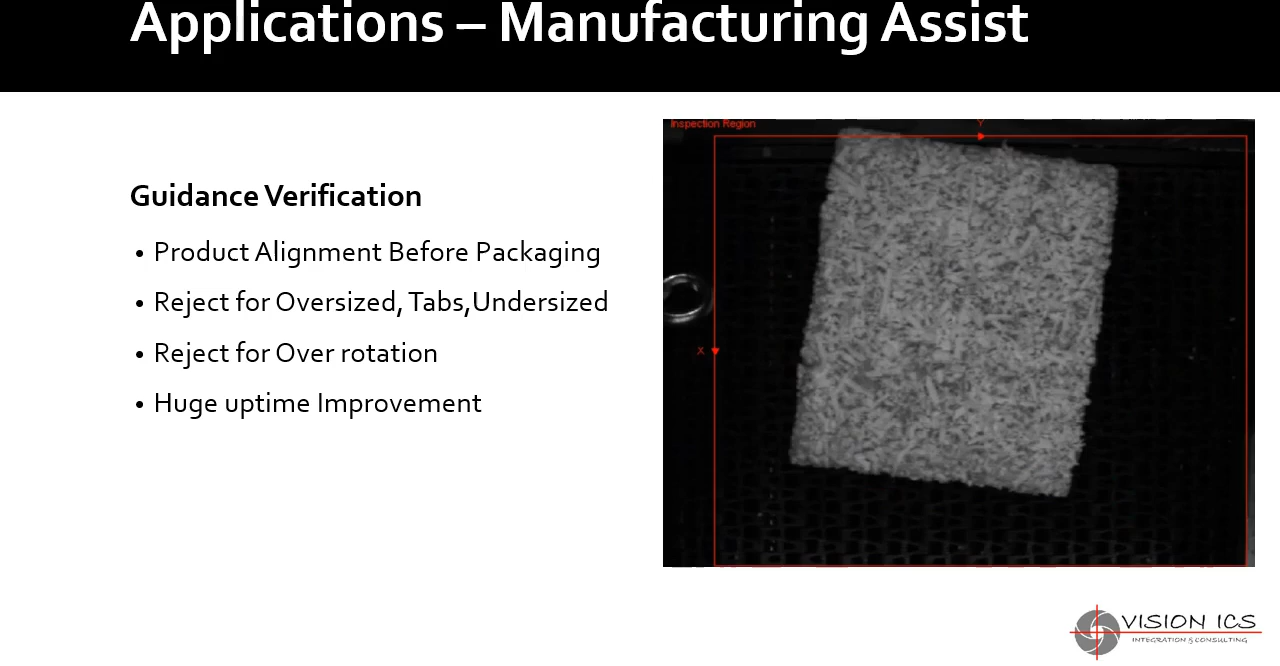 Applications – Manufacturing Assist
Guidance Verification
• Product Alignment Before Packaging
• Reject for Oversized, Tabs,Undersized
• Reject for Over rotation
• Huge uptime Improvement
Inspection Region
Y
X
VISION ICS
INTEGRATION & CONSULTING